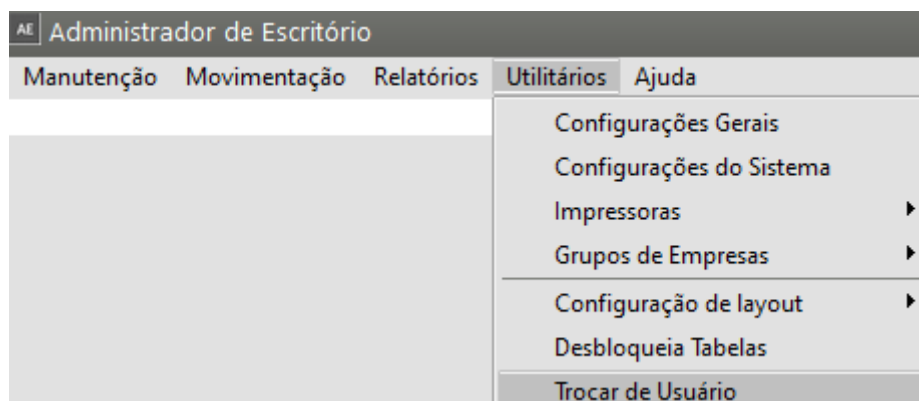 AE Administrador de Escritório
Manutenção Movimentação Relatórios Utilitários Ajuda
Configurações Gerais
Configurações do Sistema
Impressoras
Grupos de Empresas
Configuração de layout
Desbloqueia Tabelas
Trocar de Usuário